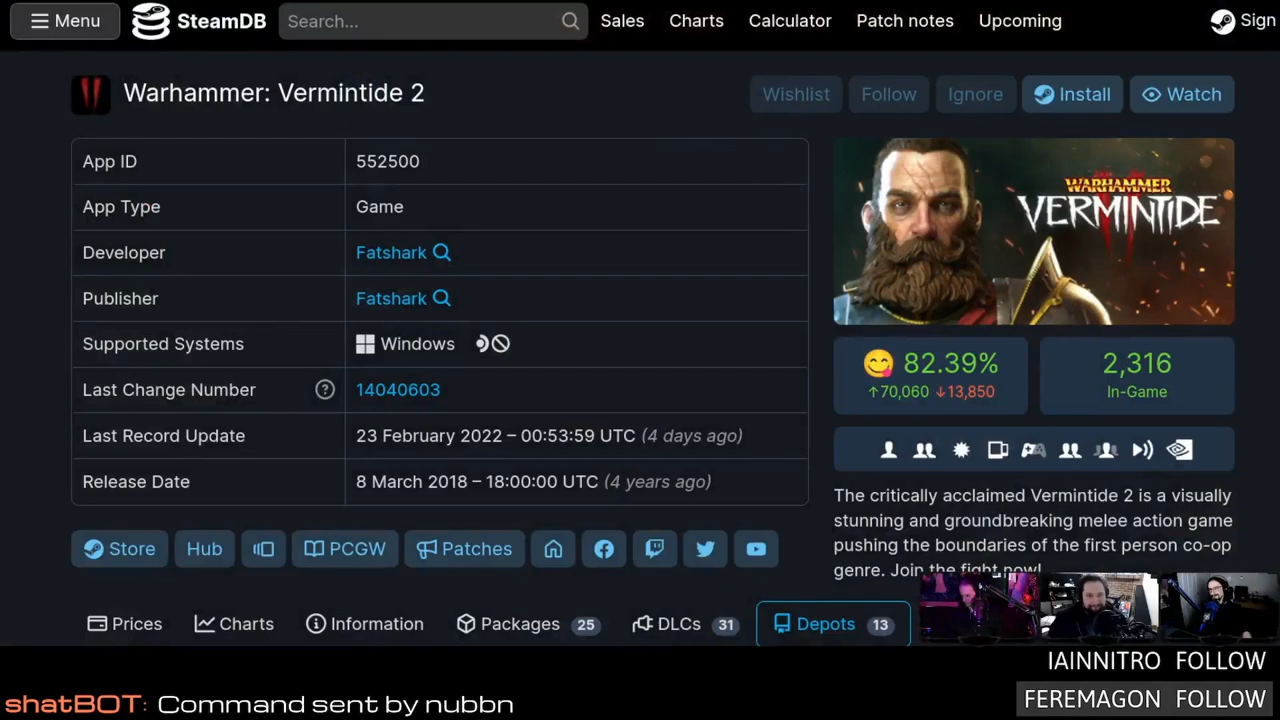 Menu
SteamDB
Search...
Sales
Charts
Calculator
Patch notes
Upcoming
Sign
Warhammer: Vermintide 2
Wishlist
Follow
Ignore
Install
Watch
App ID 552500
App Type Game
Developer Fatshark
Publisher Fatshark
Supported Systems Windows
Last Change Number ? 14040603
Last Record Update 23 February 2022 – 00:53:59 UTC (4 days ago)
Release Date 8 March 2018 – 18:00:00 UTC (4 years ago)
WARHAMMER
VERMINTIDE
82.39%
↑70,060 ↓13,850
2,316
In-Game
The critically acclaimed Vermintide 2 is a visually
stunning and groundbreaking melee action game
pushing the boundaries of the first person co-op
genre. Join the fight now!
Store
Hub
PCGW
Patches
Prices
Charts
Information
Packages 25
DLCs 31
Depots 13
IAINNITRO FOLLOW
FEREMAGON FOLLOW
shatBOT: Command sent by nubbn